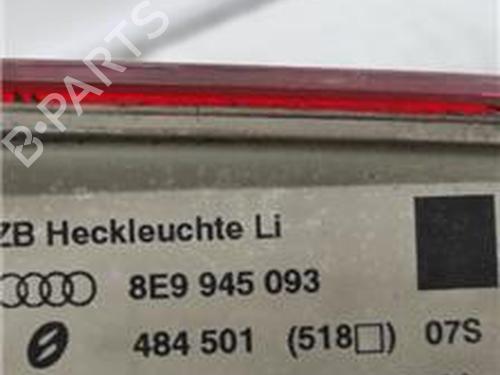 B-PARTS
ZB Heckleuchte Li
8E9 945 093
484 501 (518□) 07S